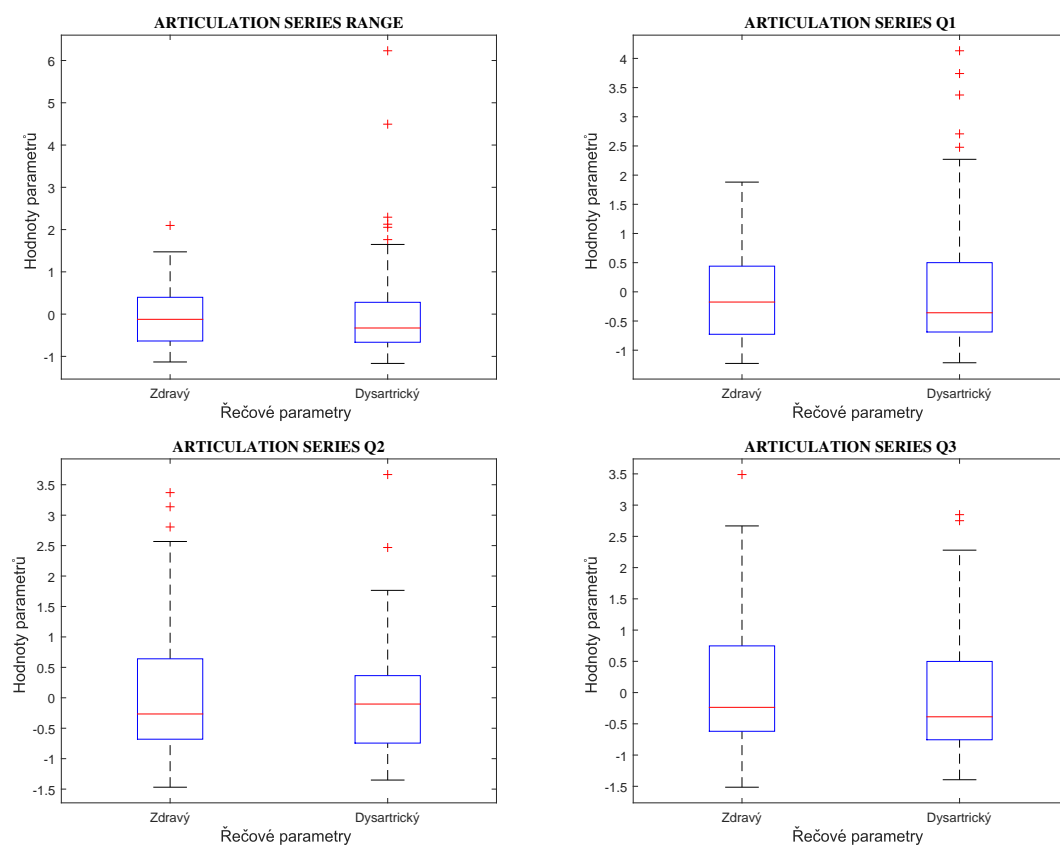 ARTICULATION SERIES RANGE
Hodnoty parametrů
6
5
4
3
2
1
0
-1
Zdravý Dysartrický
Řečové parametry
ARTICULATION SERIES Q1
Hodnoty parametrů
4
3.5
3
2.5
2
1.5
1
0.5
0
-0.5
-1
Zdravý Dysartrický
Řečové parametry
ARTICULATION SERIES Q2
Hodnoty parametrů
3.5
3
2.5
2
1.5
1
0.5
0
-0.5
-1
-1.5
Zdravý Dysartrický
Řečové parametry
ARTICULATION SERIES Q3
Hodnoty parametrů
3.5
3
2.5
2
1.5
1
0.5
0
-0.5
-1
-1.5
Zdravý Dysartrický
Řečové parametry